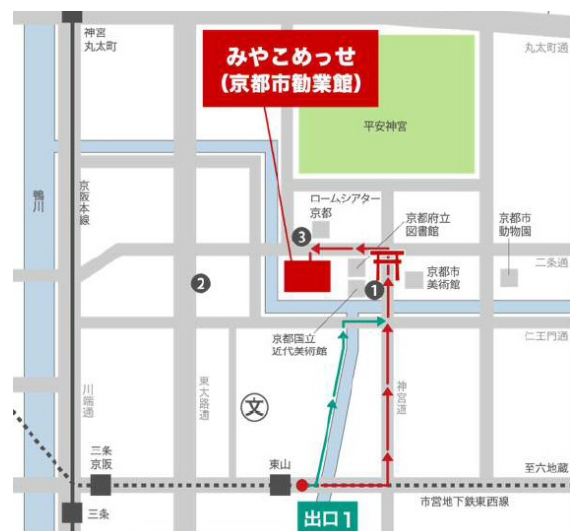 神宮
丸太町
みやこめっせ
(京都市勧業館)
丸太町通
平安神宮
鴨川
京阪本線
ロームシアター
京都
京都府立
図書館
京都市
動物園
3
二条通
京都市
美術館
2
1
京都国立
近代美術館
仁王門通
川端通
東大路通
文
神宮道
三条
京阪
東山
至六地蔵
出口1
市営地下鉄東西線
三条